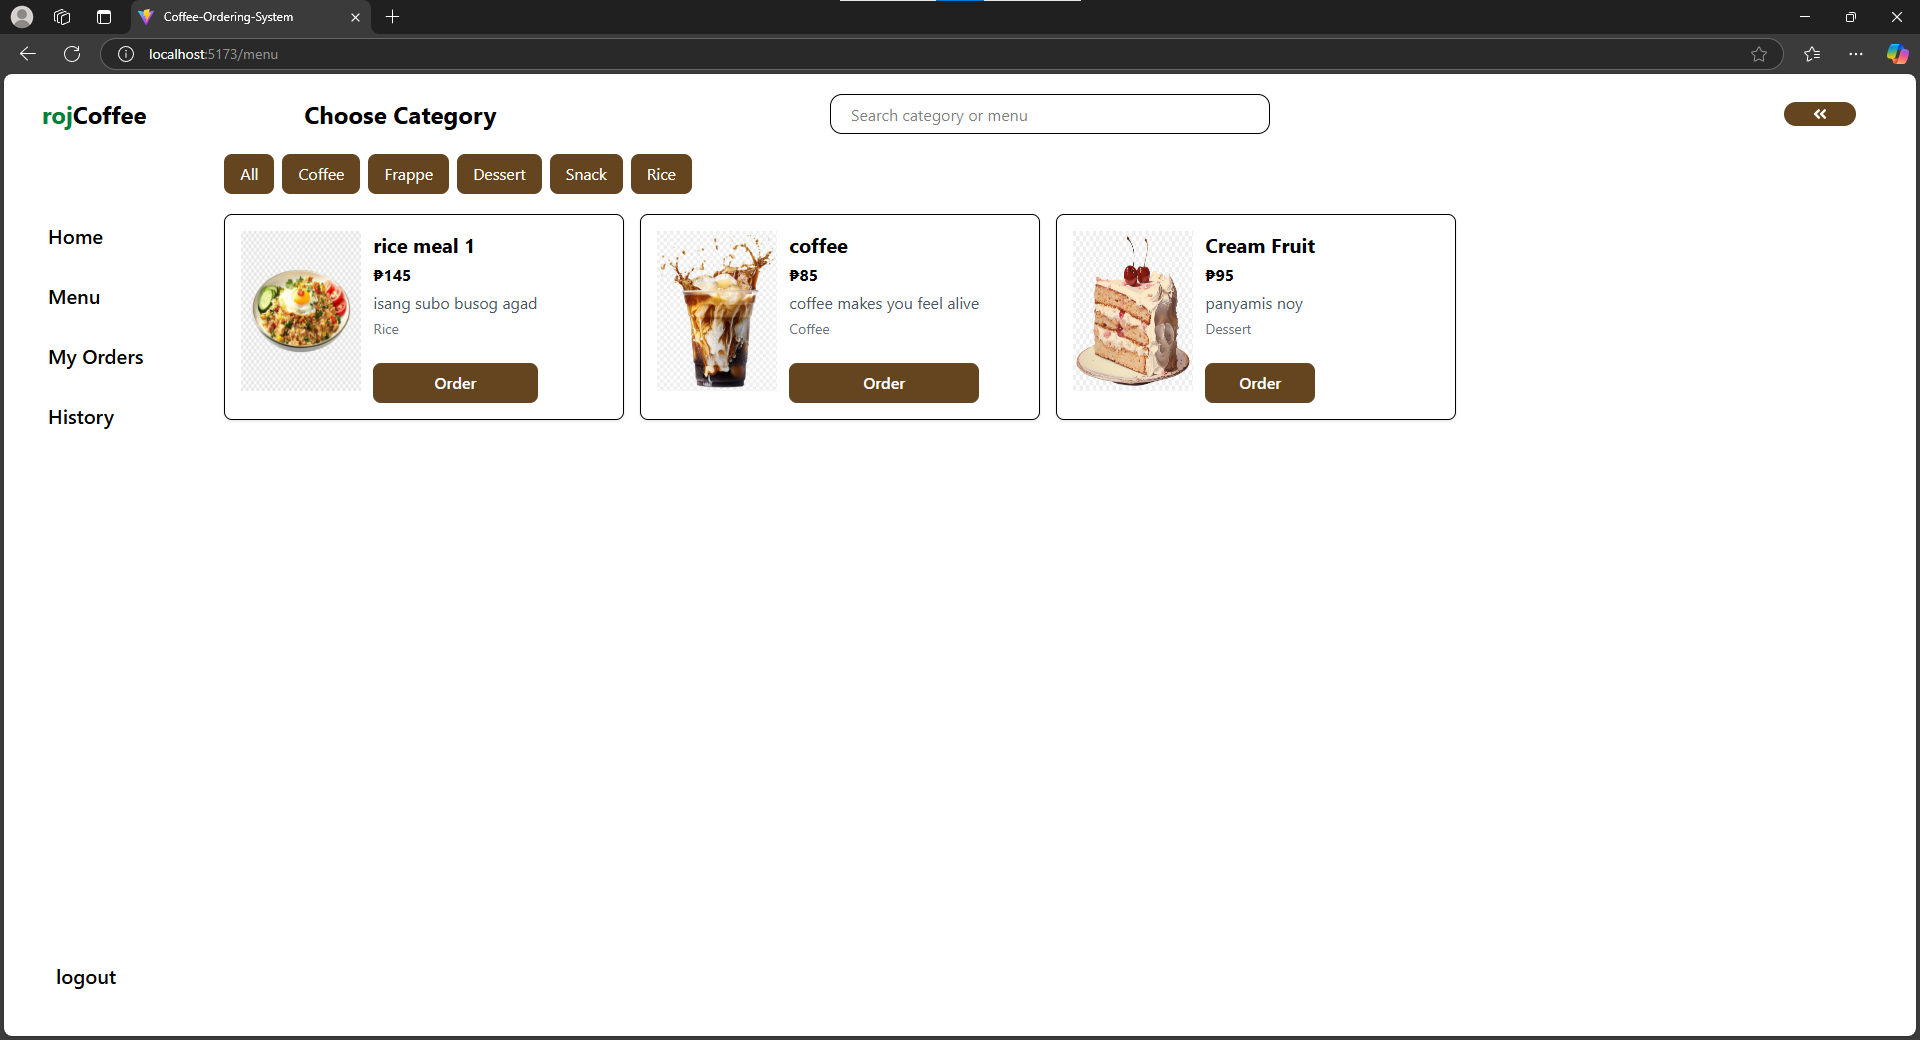 Coffee-Ordering-System
localhost:5173/menu
rojCoffee
Choose Category
Search category or menu
All
Coffee
Frappe
Dessert
Snack
Rice
Home
Menu
My Orders
History
rice meal 1
₱145
isang subo busog agad
Rice
Order
coffee
₱85
coffee makes you feel alive
Coffee
Order
Cream Fruit
₱95
panyamis noy
Dessert
Order
logout